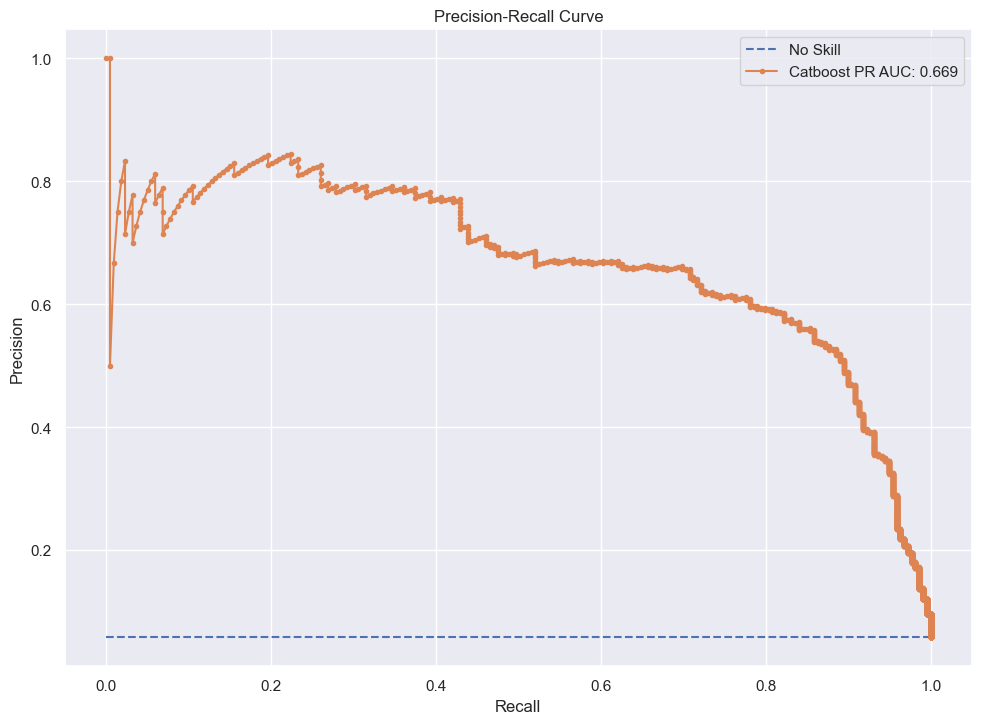 Precision-Recall Curve
No Skill
Catboost PR AUC: 0.669
1.0
0.8
0.6
0.4
0.2
Precision
0.0 0.2 0.4 0.6 0.8 1.0
Recall